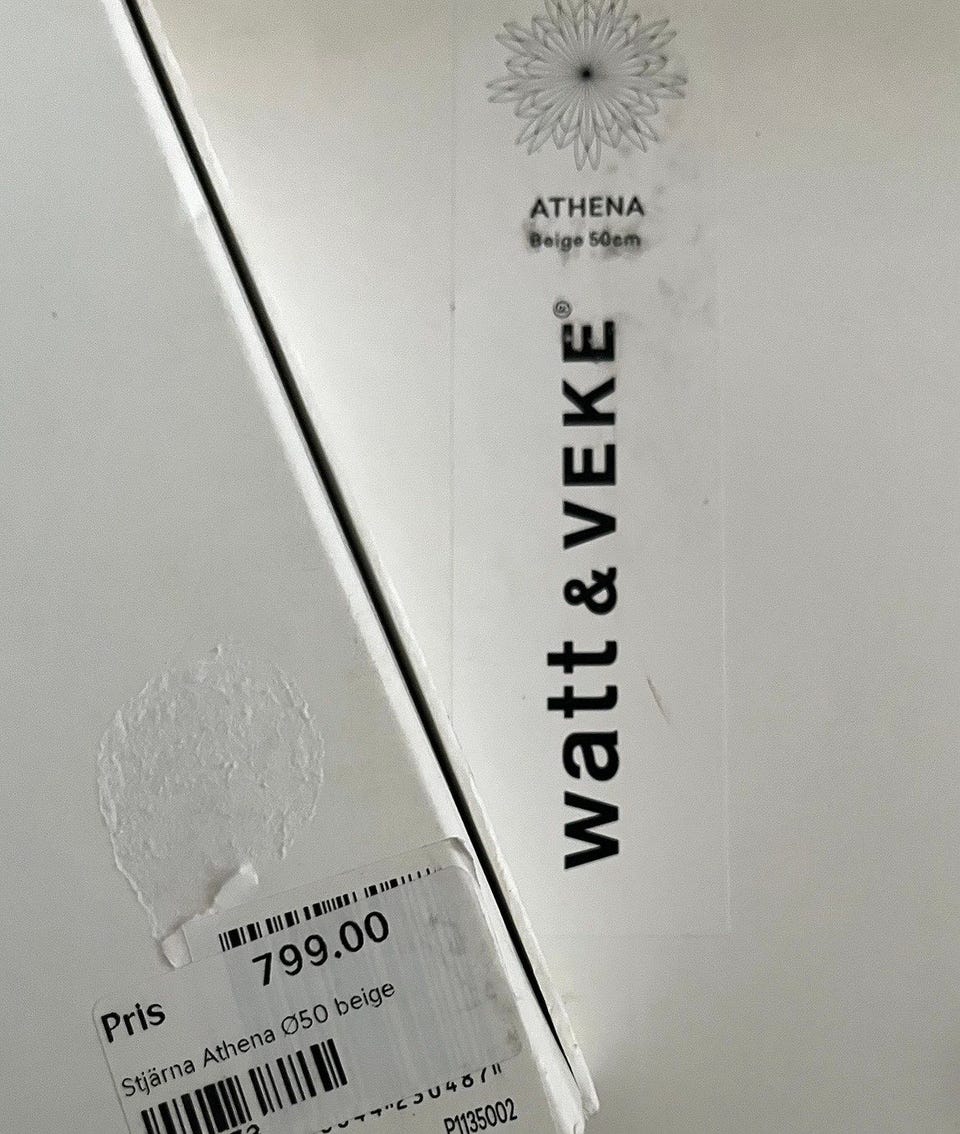 ATHENA
Beige 50cm
watt & VEKE®
799.00
Pris
Stjärna Athena Ø50 beige
P1135002